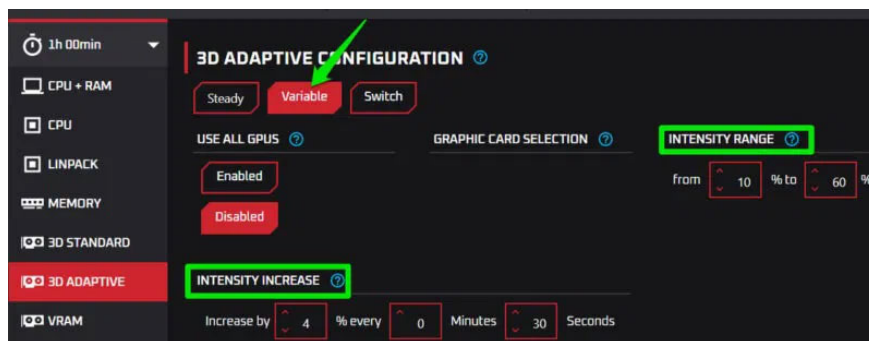 1h 00min
CPU + RAM
CPU
LINPACK
MEMORY
3D STANDARD
3D ADAPTIVE
VRAM
3D ADAPTIVE CONFIGURATION ?
Steady Variable Switch
USE ALL GPUS ? GRAPHIC CARD SELECTION ? INTENSITY RANGE ?
Enabled
Disabled
from 10 % to 60 %
INTENSITY INCREASE ?
Increase by 4 % every 0 Minutes 30 Seconds